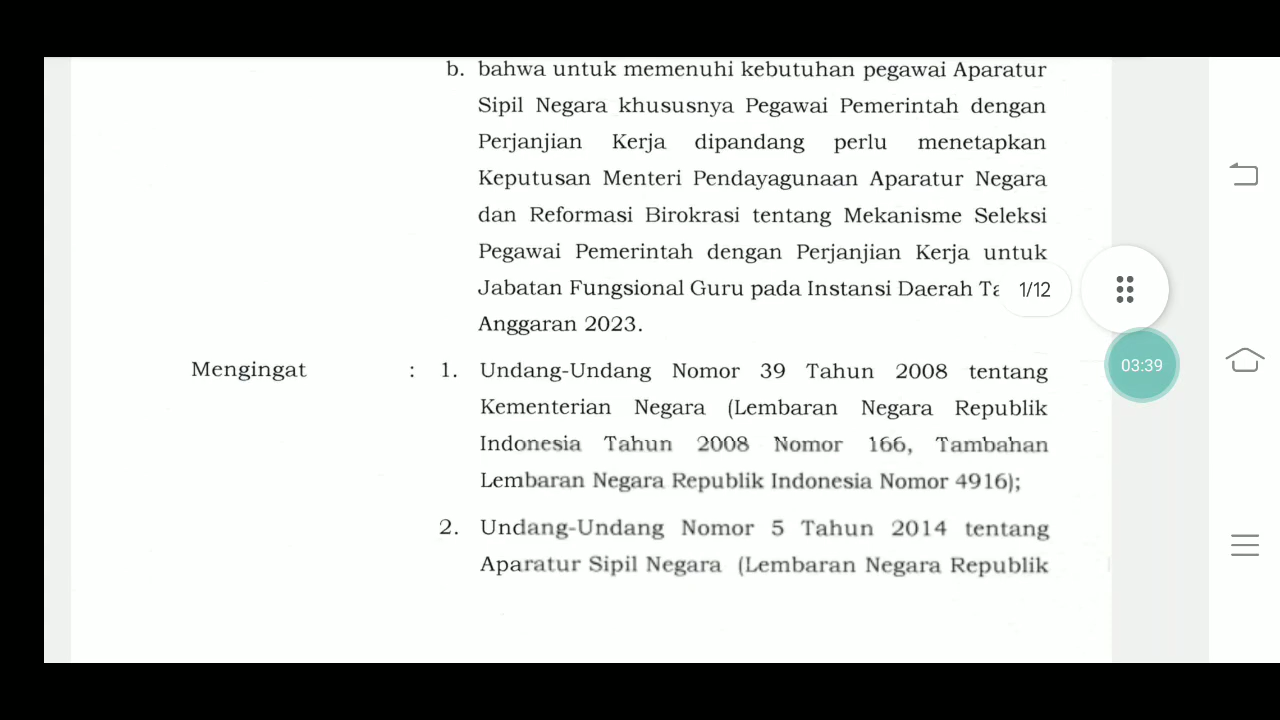 b. bahwa untuk memenuhi kebutuhan pegawai Aparatur
Sipil Negara khususnya Pegawai Pemerintah dengan
Perjanjian Kerja dipandang perlu menetapkan
Keputusan Menteri Pendayagunaan Aparatur Negara
dan Reformasi Birokrasi tentang Mekanisme Seleksi
Pegawai Pemerintah dengan Perjanjian Kerja untuk
Jabatan Fungsional Guru pada Instansi Daerah
1/12
Anggaran 2023.
03:39
Mengingat : 1. Undang-Undang Nomor 39 Tahun 2008 tentang
Kementerian Negara (Lembaran Negara Republik
Indonesia Tahun 2008 Nomor 166, Tambahan
Lembaran Negara Republik Indonesia Nomor 4916);
2. Undang-Undang Nomor 5 Tahun 2014 tentang
Aparatur Sipil Negara (Lembaran Negara Republik